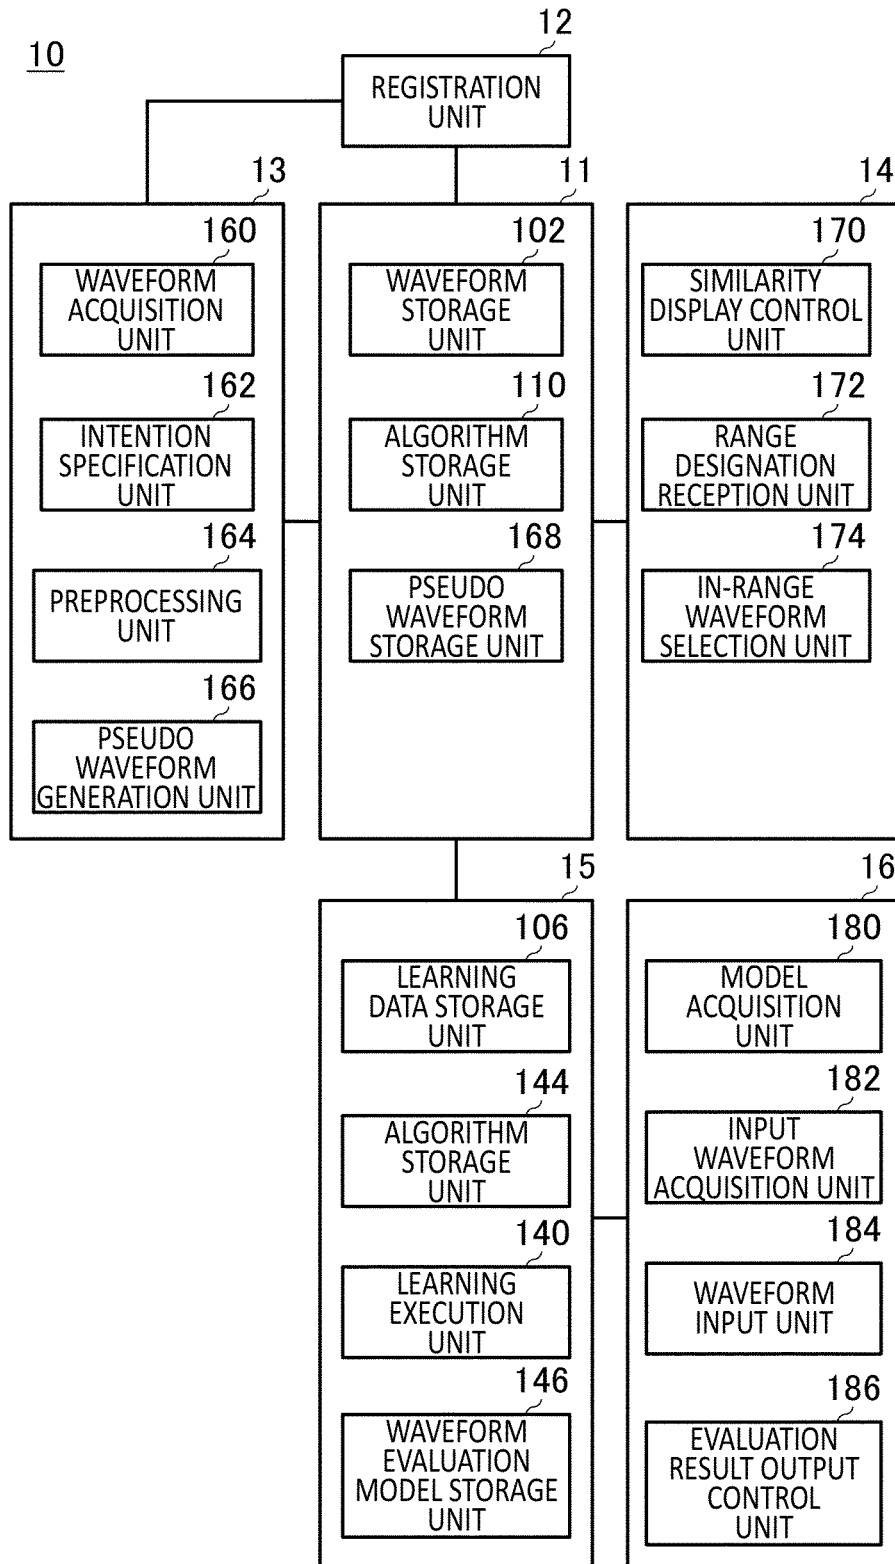 10
12
REGISTRATION
UNIT
13
160
WAVEFORM
ACQUISITION
UNIT
162
INTENTION
SPECIFICATION
UNIT
164
PREPROCESSING
UNIT
166
PSEUDO
WAVEFORM
GENERATION UNIT
11
102
WAVEFORM
STORAGE
UNIT
110
ALGORITHM
STORAGE
UNIT
168
PSEUDO
WAVEFORM
STORAGE UNIT
14
170
SIMILARITY
DISPLAY CONTROL
UNIT
172
RANGE
DESIGNATION
RECEPTION UNIT
174
IN-RANGE
WAVEFORM
SELECTION UNIT
15
106
LEARNING
DATA STORAGE
UNIT
144
ALGORITHM
STORAGE
UNIT
140
LEARNING
EXECUTION
UNIT
146
WAVEFORM
EVALUATION
MODEL STORAGE
UNIT
16
180
MODEL
ACQUISITION
UNIT
182
INPUT
WAVEFORM
ACQUISITION UNIT
184
WAVEFORM
INPUT UNIT
186
EVALUATION
RESULT OUTPUT
CONTROL
UNIT